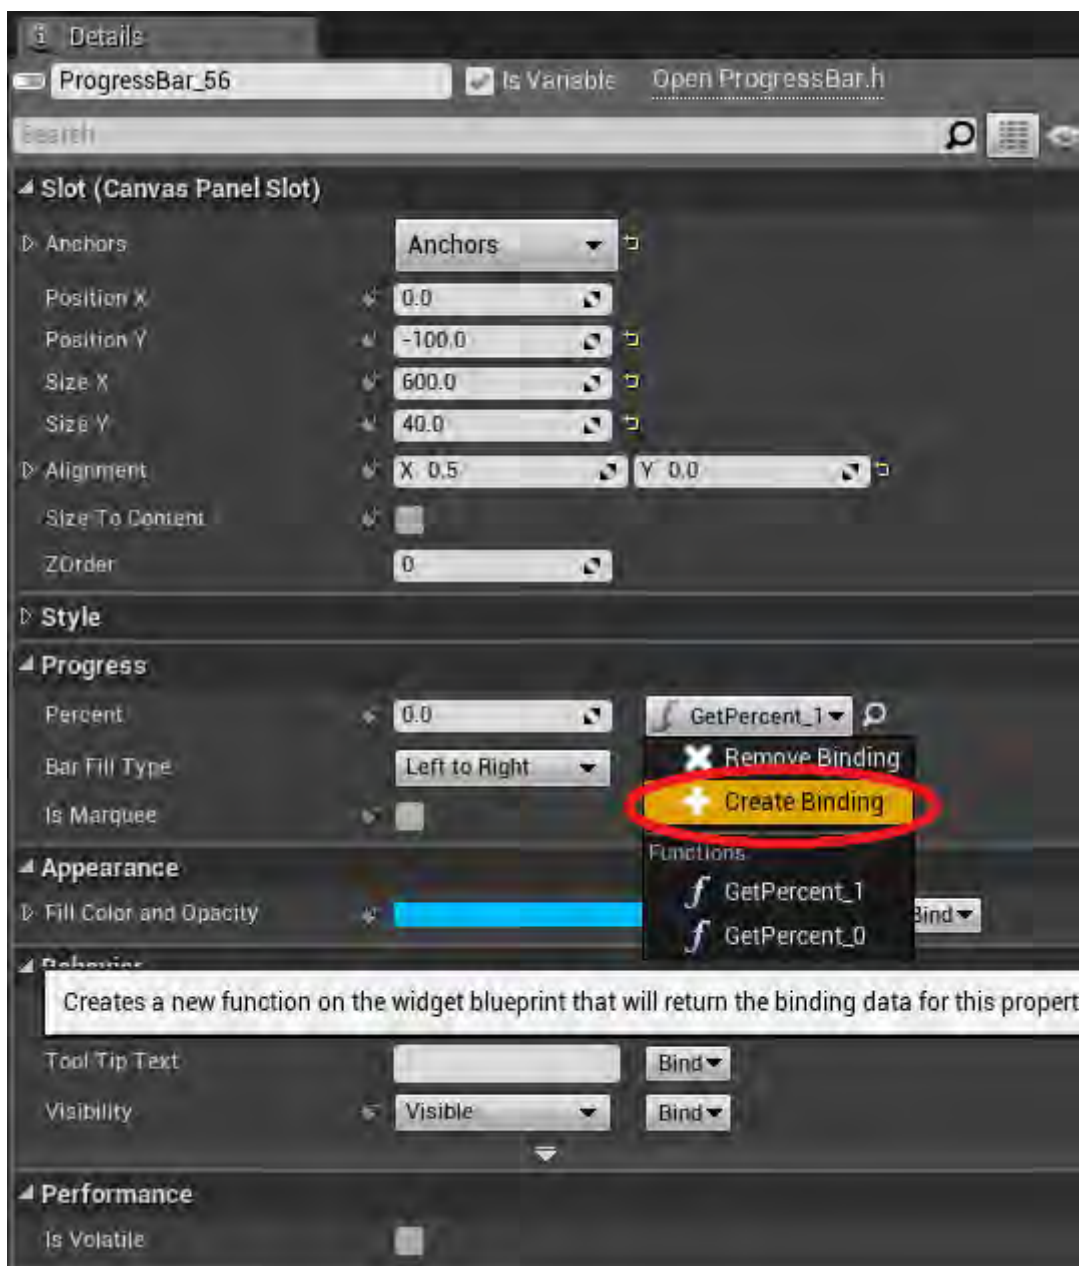 Details
ProgressBar_56 Is Variable Open ProgressBar.h
Search
Slot (Canvas Panel Slot)
Anchors Anchors
Position X 0.0
Position Y -100.0
Size X 600.0
Size Y 40.0
Alignment X 0.5 Y 0.0
Size To Content
ZOrder 0
Style
Progress
Percent 0.0 GetPercent_1
Remove Binding
Bar Fill Type Left to Right
Create Binding
Is Marquee
Functions
Appearance
GetPercent_1
Fill Color and Opacity Bind
GetPercent_0
Behavior
Creates a new function on the widget blueprint that will return the binding data for this propert
Tool Tip Text Bind
Visibility Visible Bind
Performance
Is Volatile